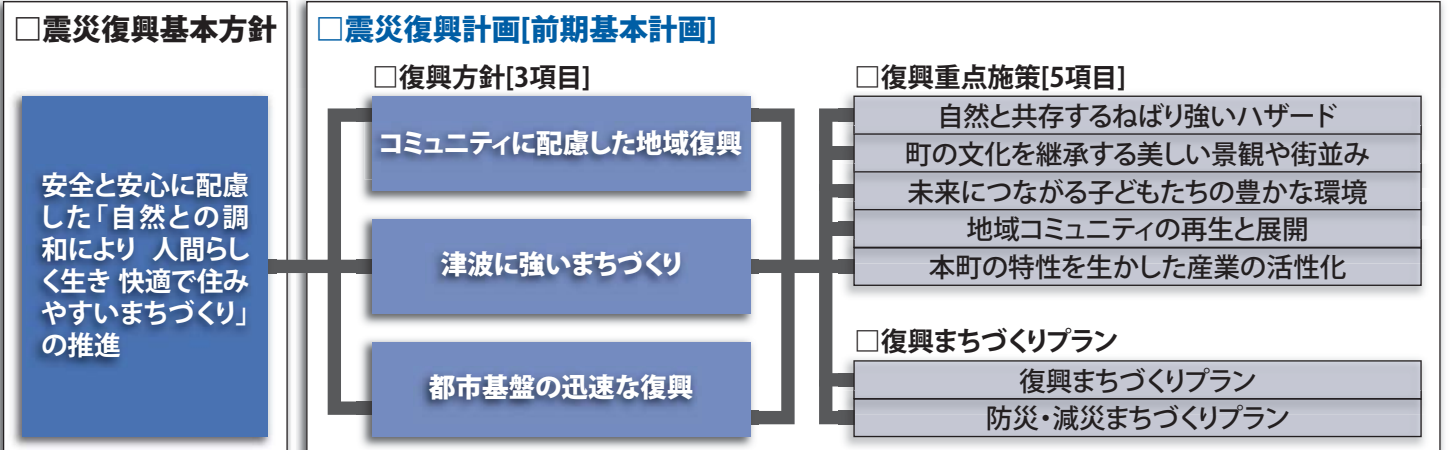 □震災復興基本方針
安全と安心に配慮
した「自然との調
和により 人間らし
く生き 快適で住み
やすいまちづくり」
の推進
□震災復興計画[前期基本計画]
□復興方針[3項目]
コミュニティに配慮した地域復興
津波に強いまちづくり
都市基盤の迅速な復興
□復興重点施策[5項目]
自然と共存するねばり強いハザード
町の文化を継承する美しい景観や街並み
未来につながる子どもたちの豊かな環境
地域コミュニティの再生と展開
本町の特性を生かした産業の活性化
□復興まちづくりプラン
復興まちづくりプラン
防災・減災まちづくりプラン